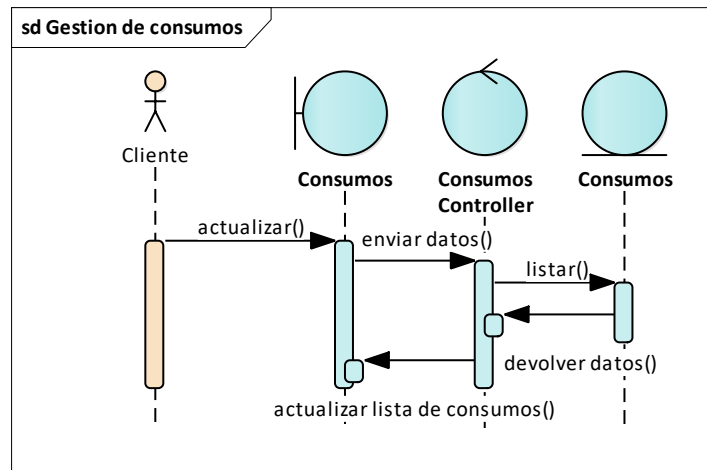 sd Gestion de consumos
Cliente
Consumos
Consumos
Controller
Consumos
actualizar()
enviar datos()
listar()
devolver datos()
actualizar lista de consumos()